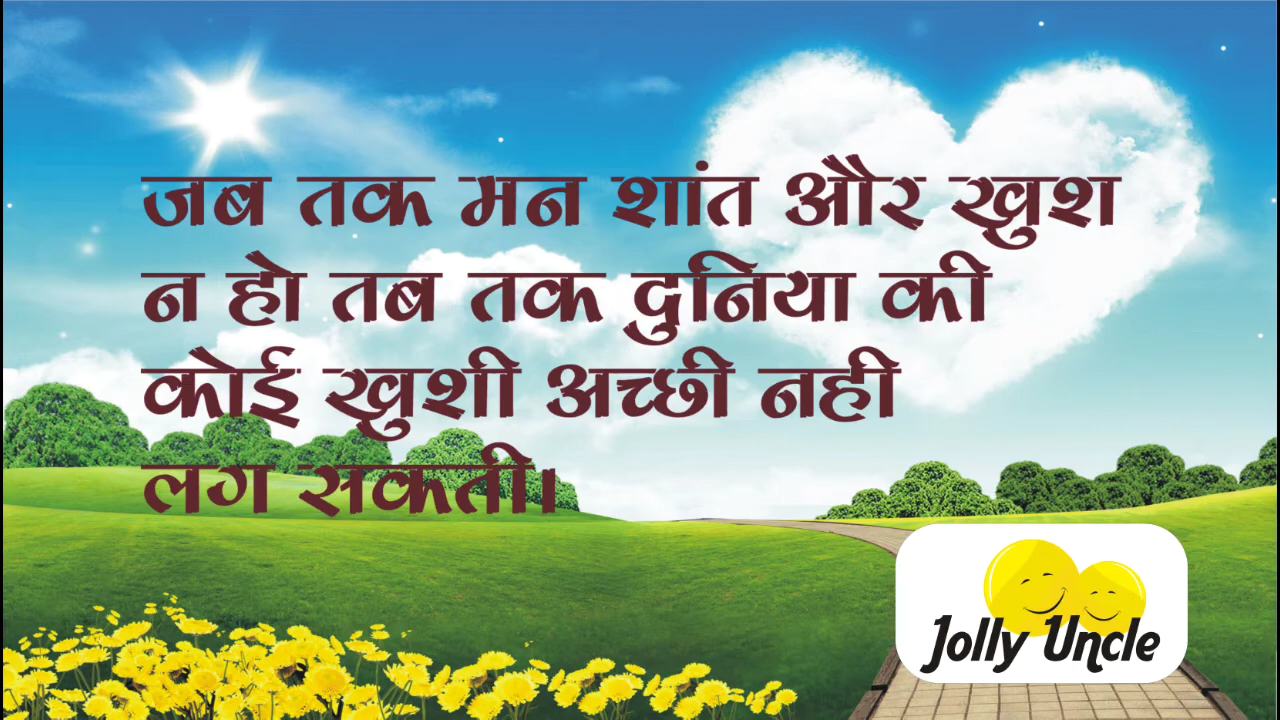 जब तक मन शांत और खुश
न हो तब तक दुनिया की
कोई खुशी अच्छी नही
लग सकती।
Jolly Uncle